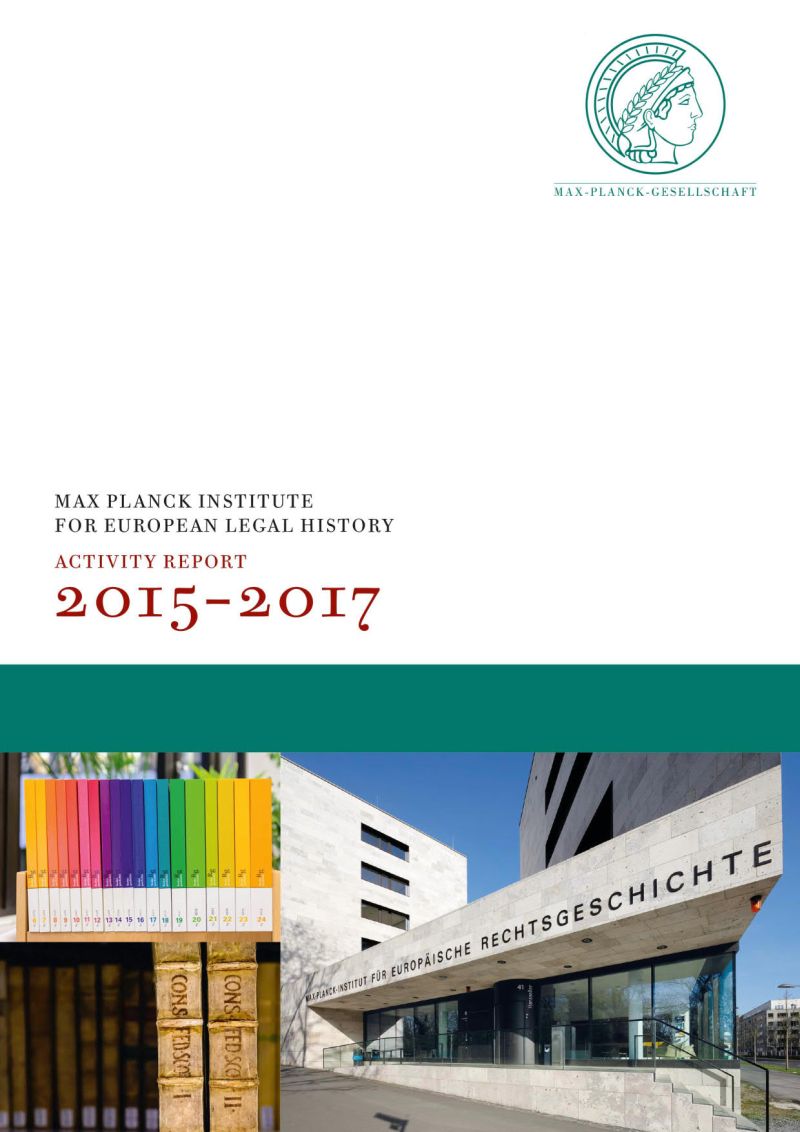 MAX-PLANCK-GESELLSCHAFT
MAX PLANCK INSTITUTE
FOR EUROPEAN LEGAL HISTORY
ACTIVITY REPORT
2015–2017
6 7 8 9 10 11 12 13 14 15 16 17 18 19 20 21 22 23 24
MAX-PLANCK-INSTITUT FÜR EUROPÄISCHE RECHTSGESCHICHTE
41
I
II